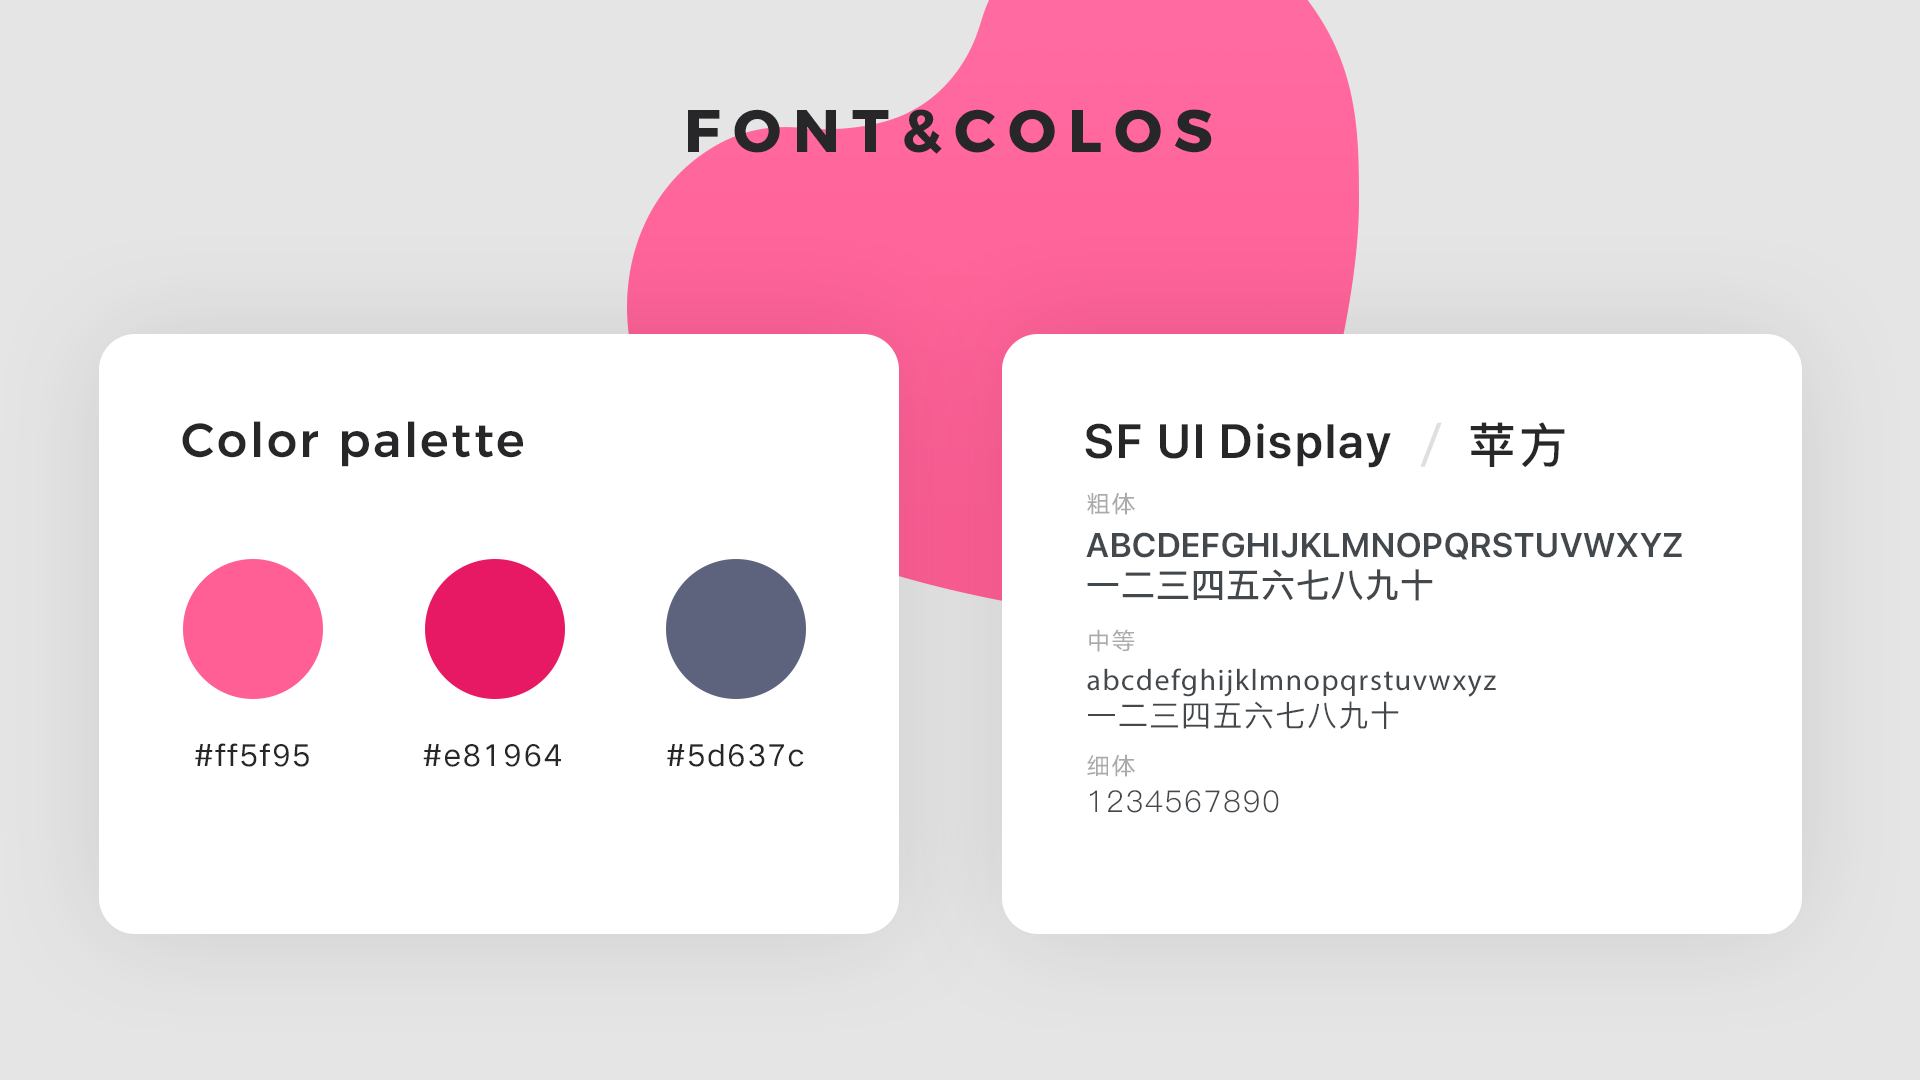 FONT&COLOS
Color palette
#ff5f95
#e81964
#5d637c
SF UI Display / 苹方
粗体
ABCDEFGHIJKLMNOPQRSTUVWXYZ
一二三四五六七八九十
中等
abcdefghijklmnopqrstuvwxyz
一二三四五六七八九十
细体
1234567890